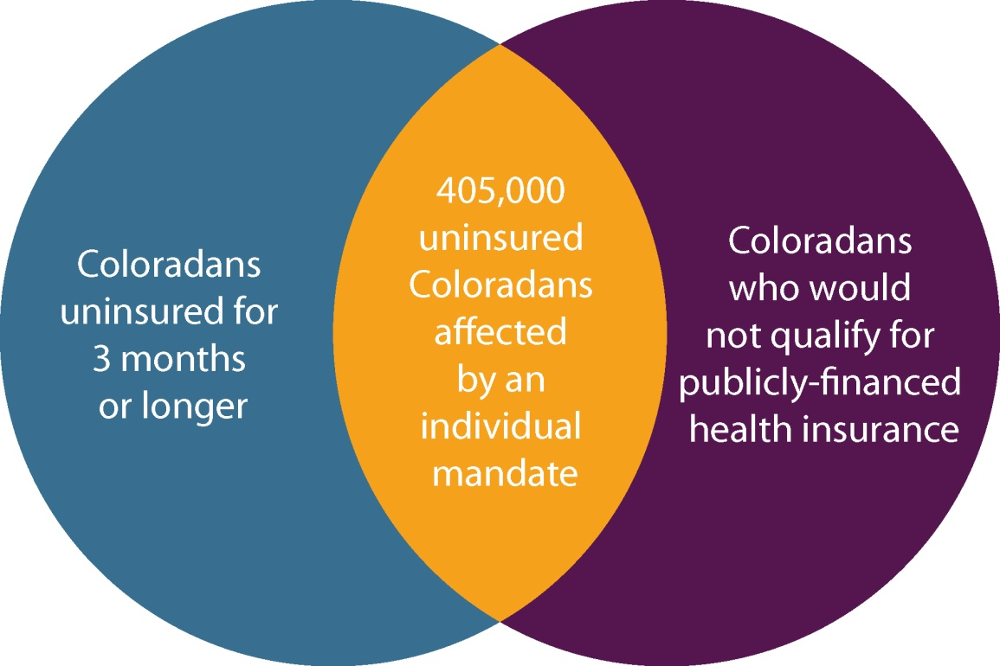 Coloradans
uninsured for
3 months
or longer
405,000
uninsured
Coloradans
affected
by an
individual
mandate
Coloradans
who would
not qualify for
publicly-financed
health insurance